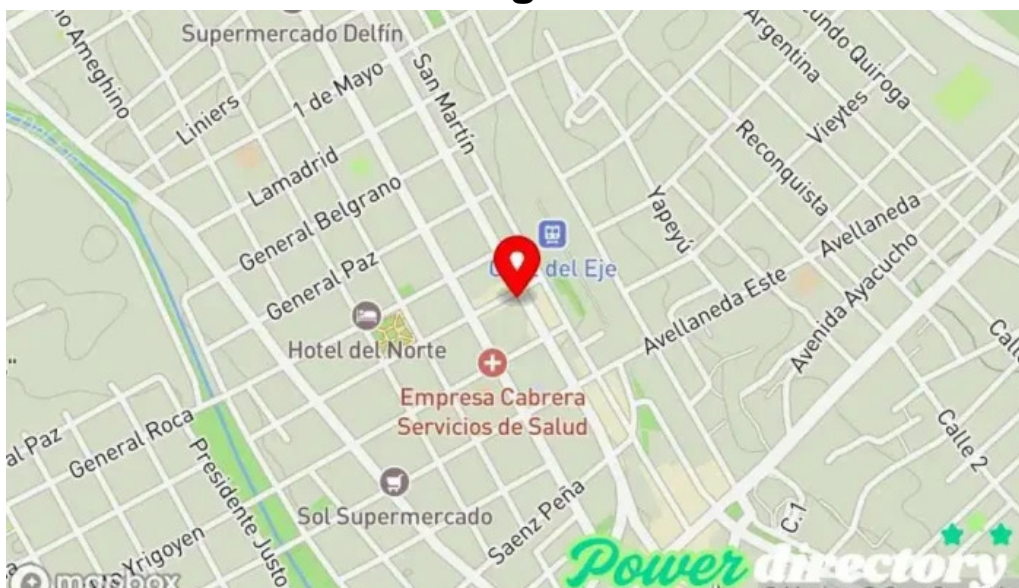 Supermercado Delfín
San Martín
1 de Mayo
Liniers
Lamadrid
General Belgrano
General Paz
Hotel del Norte
del Eje
Argentina
Quiroga
Vieytes
Reconquista
Yapeyú
Avellaneda
Avellaneda Este
Avenida Ayacucho
Empresa Cabrera
Servicios de Salud
General Roca
Presidente Justo
Sol Supermercado
Saenz Peña
Yrigoyen
Calle 2
C.1
Ameghino
Paz
mapbox
Power directory